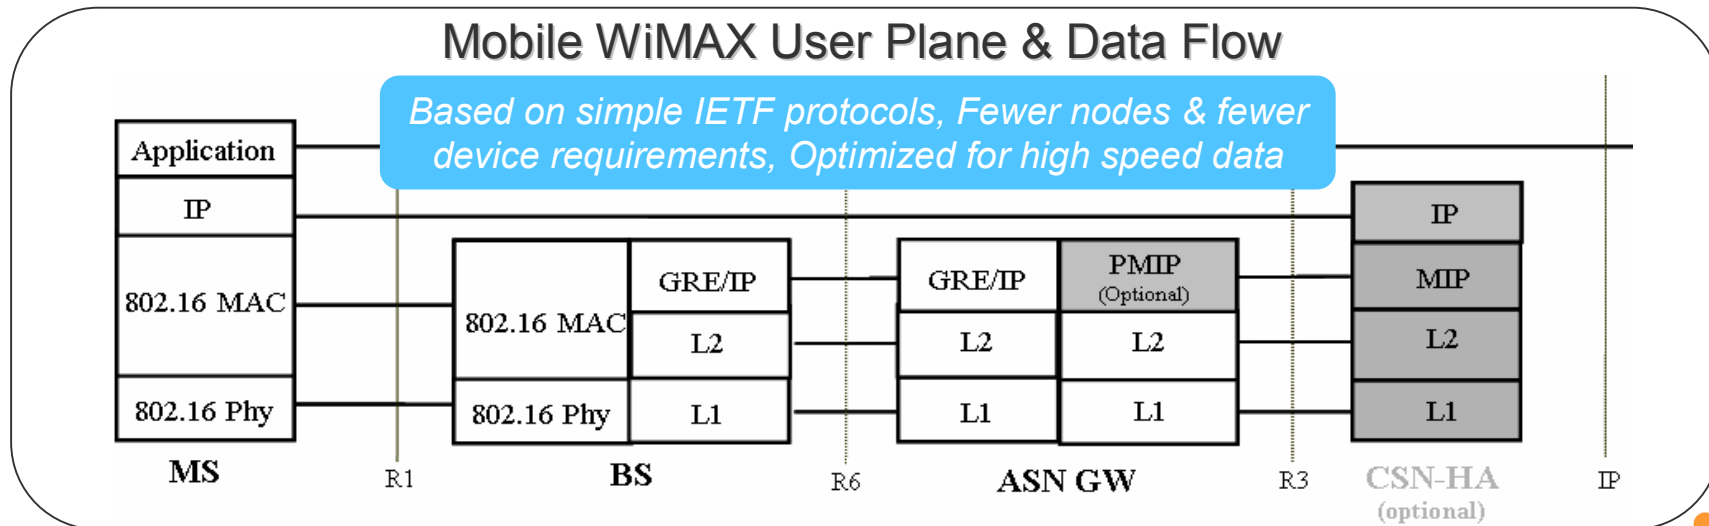 Mobile WiMAX User Plane & Data Flow
Based on simple IETF protocols, Fewer nodes & fewer
device requirements, Optimized for high speed data
Application
IP
802.16 MAC
802.16 Phy
MS
R1
802.16 MAC
802.16 Phy
GRE/IP
L2
L1
BS
R6
GRE/IP
L2
L1
PMIP
(Optional)
L2
L1
ASN GW
R3
IP
MIP
L2
L1
CSN-HA
(optional)
IP